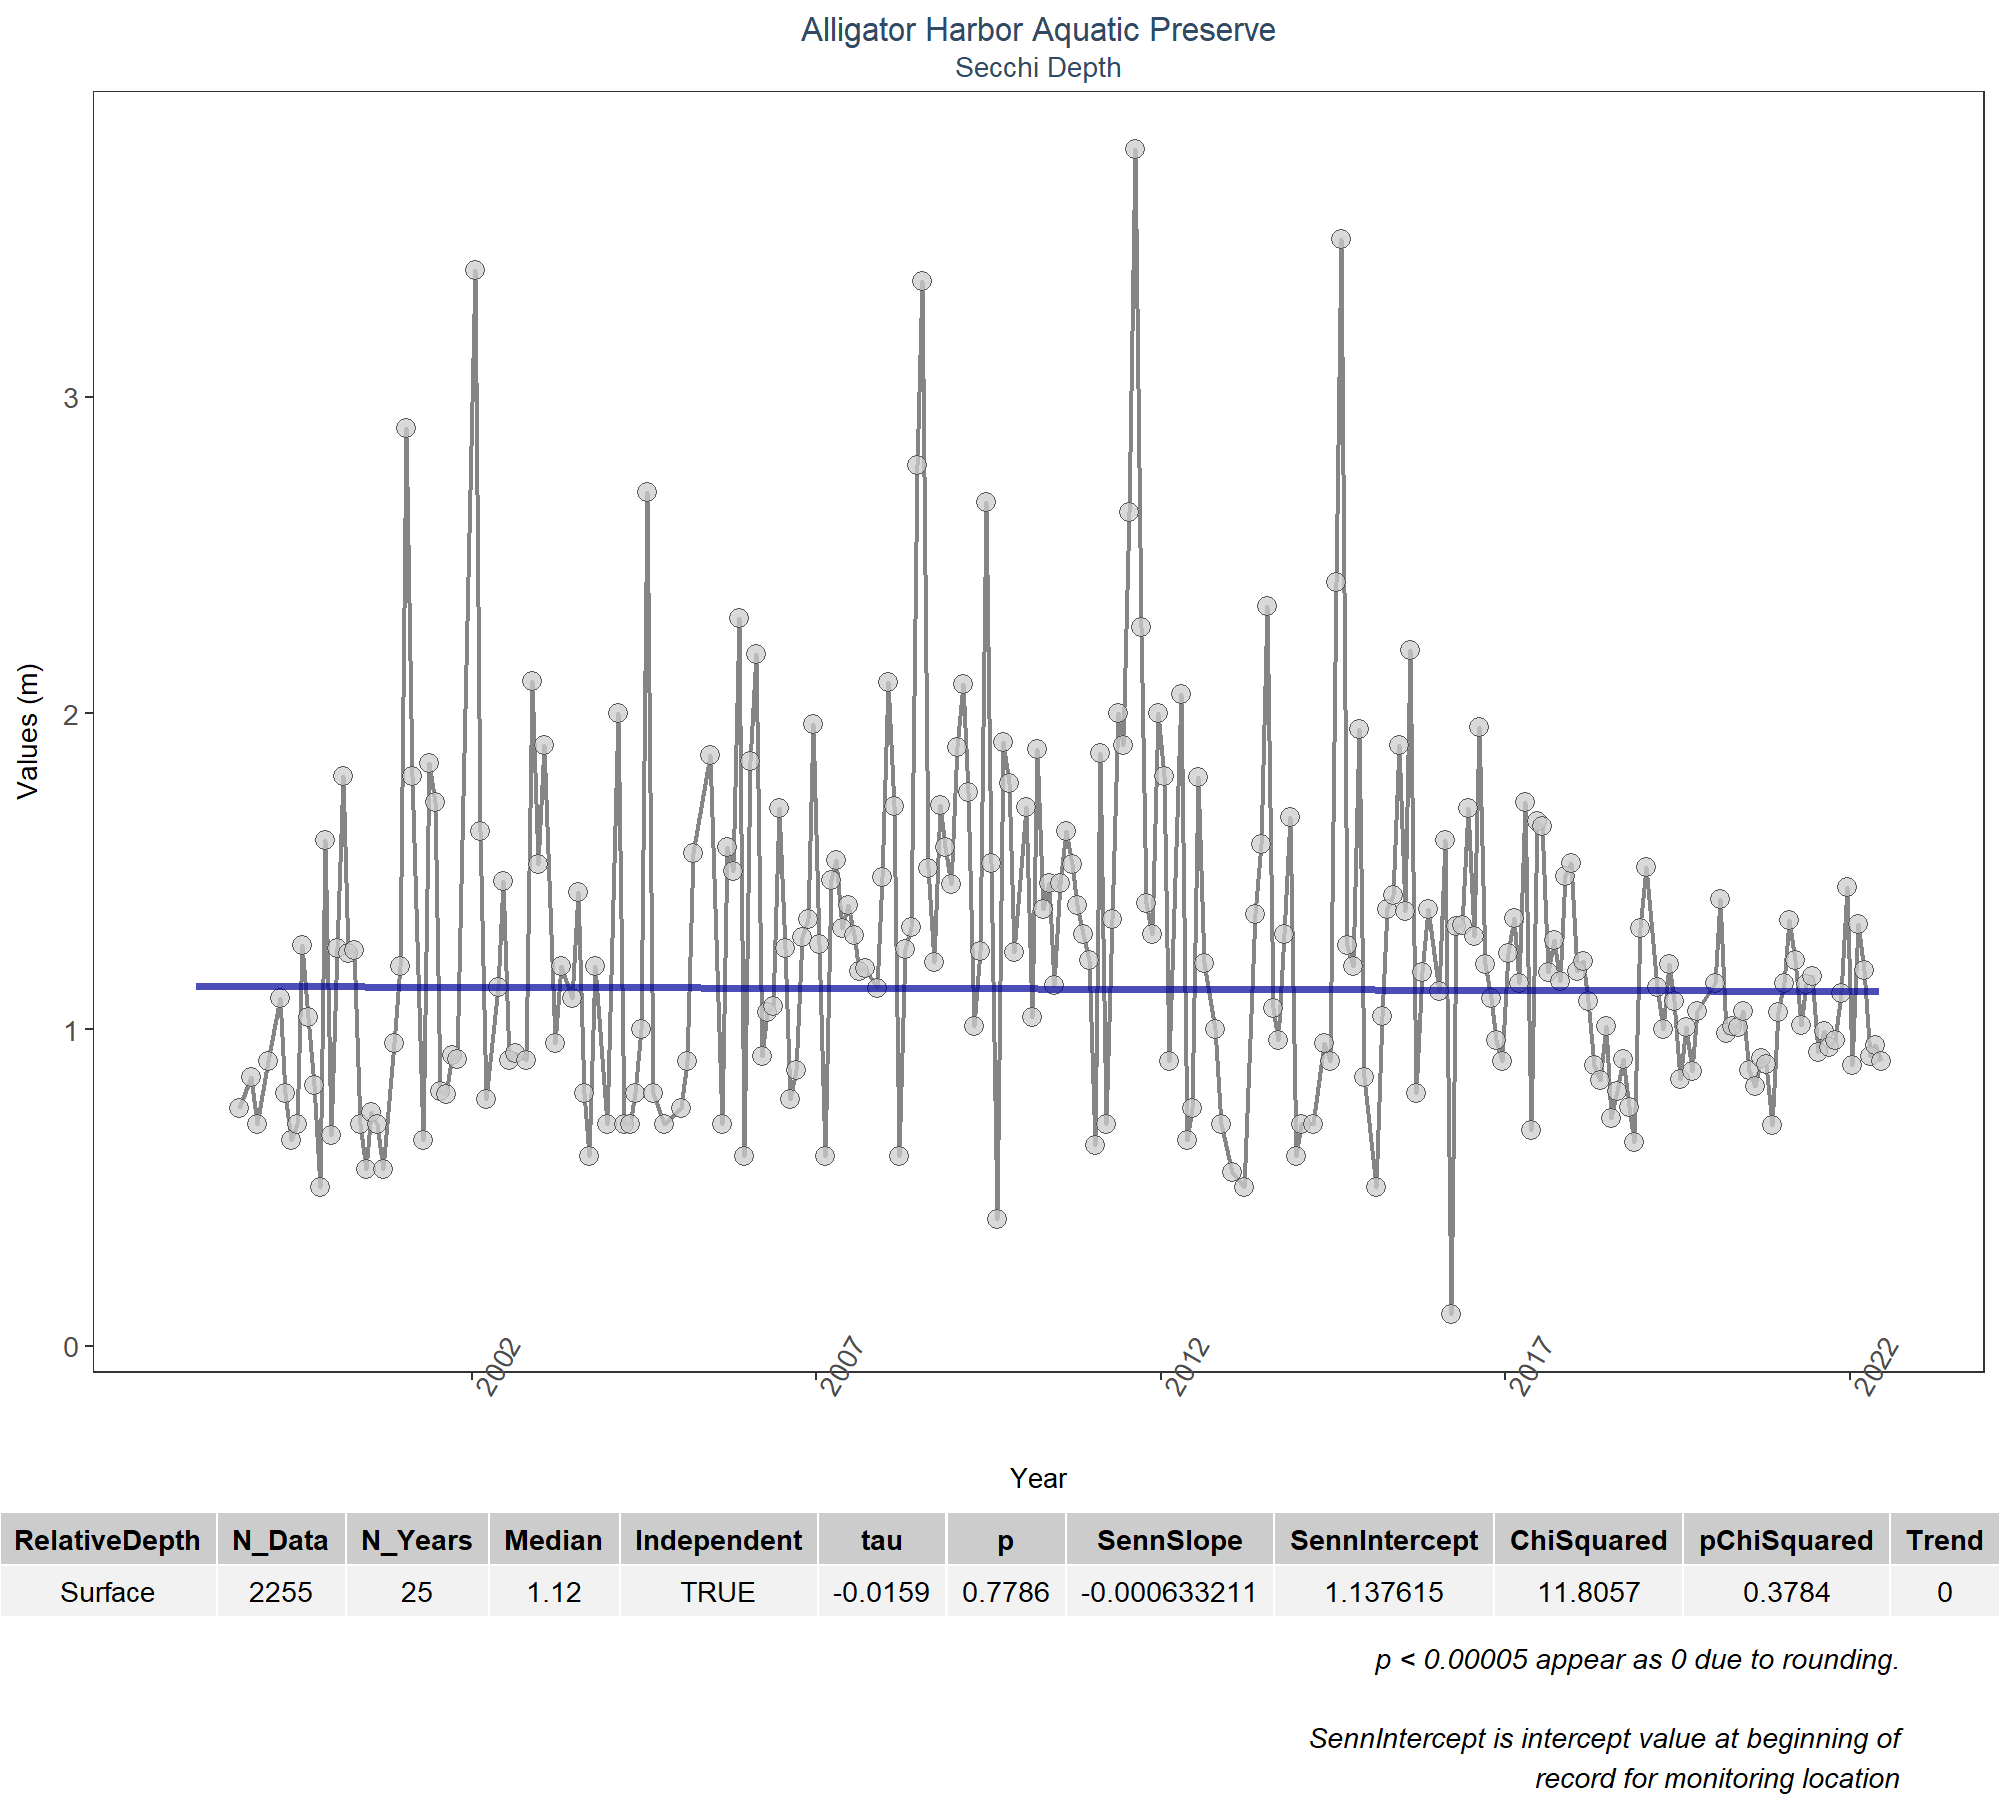 Alligator Harbor Aquatic Preserve
Secchi Depth
Values (m)
3
2
1
0
2002
2007
2012
2017
2022
Year
RelativeDepth N_Data N_Years Median Independent tau p SennSlope SennIntercept ChiSquared pChiSquared Trend
Surface 2255 25 1.12 TRUE -0.0159 0.7786 -0.000633211 1.137615 11.8057 0.3784 0
p < 0.00005 appear as 0 due to rounding.
SennIntercept is intercept value at beginning of
record for monitoring location